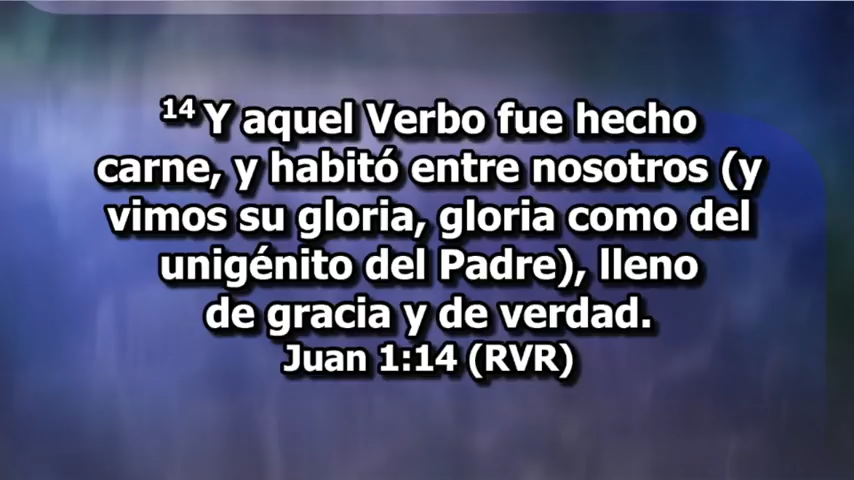 14 Y aquel Verbo fue hecho
carne, y habitó entre nosotros (y
vimos su gloria, gloria como del
unigénito del Padre), lleno
de gracia y de verdad.
Juan 1:14 (RVR)